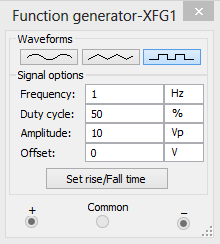 Function generator-XFG1
Waveforms
Signal options
Frequency: 1 Hz
Duty cycle: 50 %
Amplitude: 10 Vp
Offset: 0 V
Set rise/Fall time
+ Common −